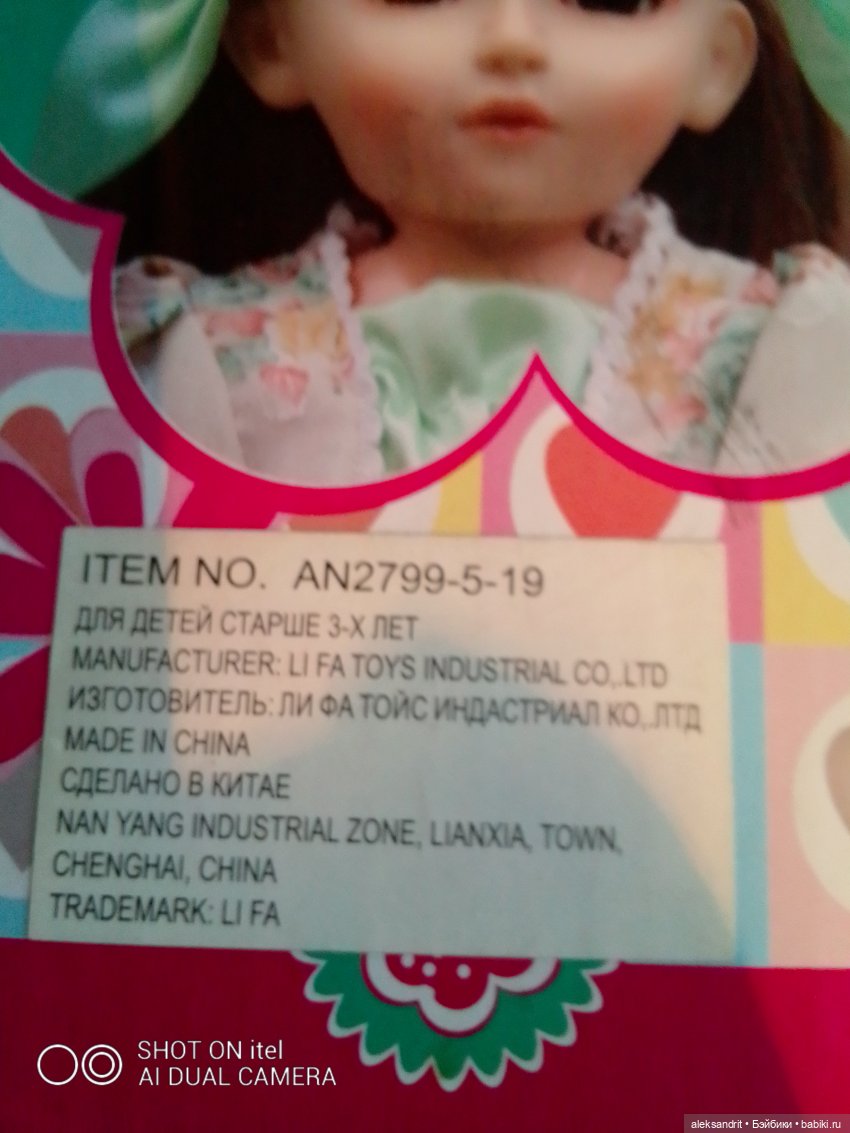 ITEM NO. AN2799-5-19
ДЛЯ ДЕТЕЙ СТАРШЕ 3-Х ЛЕТ
MANUFACTURER: LI FA TOYS INDUSTRIAL CO,.LTD
ИЗГОТОВИТЕЛЬ: ЛИ ФА ТОЙС ИНДАСТРИАЛ КО,.ЛТД
MADE IN CHINA
СДЕЛАНО В КИТАЕ
NAN YANG INDUSTRIAL ZONE, LIANXIA, TOWN,
CHENGHAI, CHINA
TRADEMARK: LI FA
SHOT ON itel
AI DUAL CAMERA
aleksandrit • Бэйбики • babiki.ru